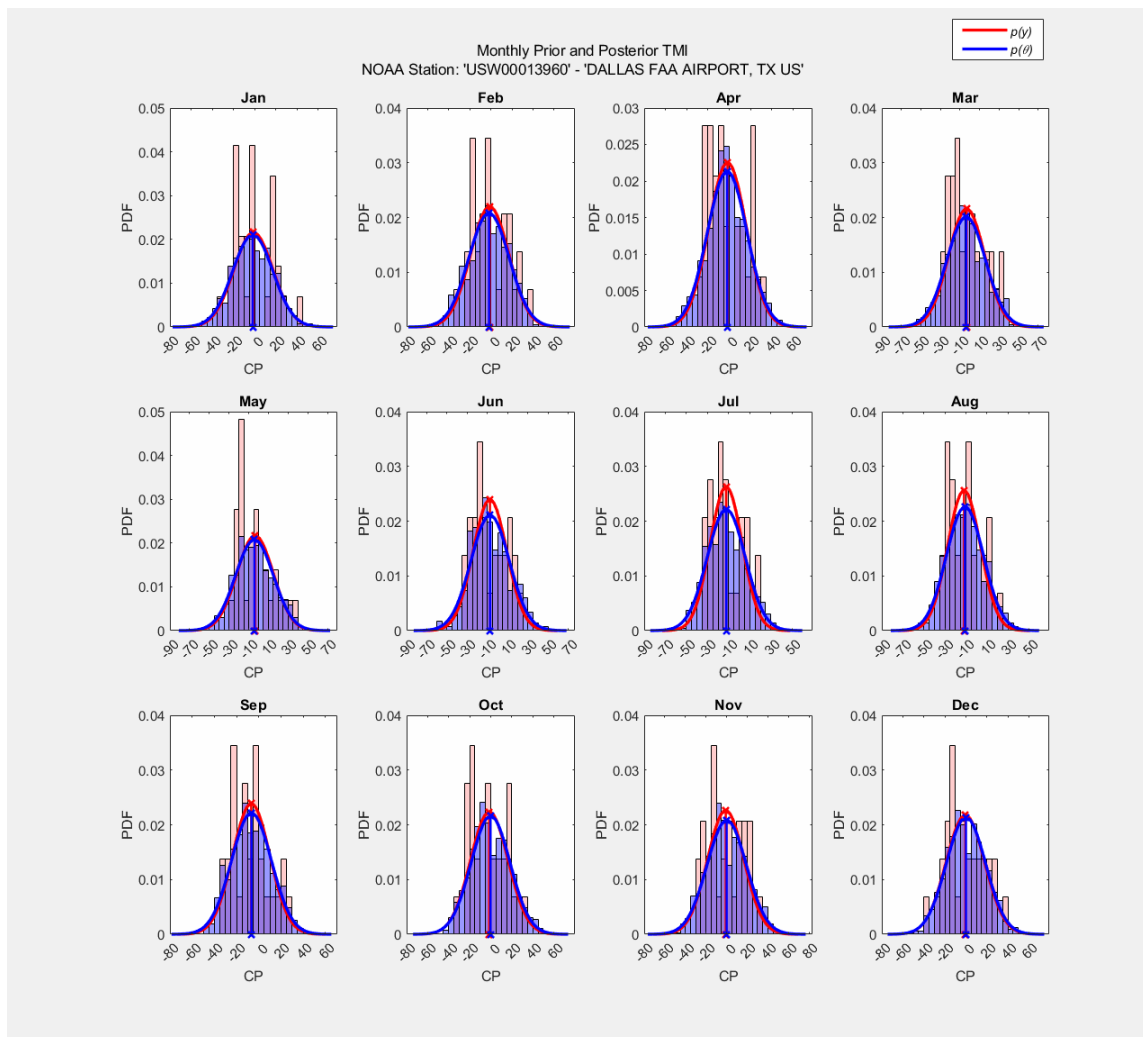 p(y)
p(θ)
Monthly Prior and Posterior TMI
NOAA Station: 'USW00013960' - 'DALLAS FAA AIRPORT, TX US'
Jan
0.05
0.04
0.03
0.02
0.01
0
PDF
-80 -60 -40 -20 0 20 40 60
CP
Feb
0.04
0.03
0.02
0.01
0
PDF
-80 -60 -40 -20 0 20 40 60
CP
Apr
0.03
0.025
0.02
0.015
0.01
0.005
0
PDF
-80 -60 -40 -20 0 20 40 60
CP
Mar
0.04
0.03
0.02
0.01
0
PDF
-90 -70 -50 -30 -10 10 30 50 70
CP
May
0.05
0.04
0.03
0.02
0.01
0
PDF
-90 -70 -50 -30 -10 10 30 50 70
CP
Jun
0.04
0.03
0.02
0.01
0
PDF
-90 -70 -50 -30 -10 10 30 50 70
CP
Jul
0.04
0.03
0.02
0.01
0
PDF
-90 -70 -50 -30 -10 10 30 50
CP
Aug
0.04
0.03
0.02
0.01
0
PDF
-90 -70 -50 -30 -10 10 30 50
CP
Sep
0.04
0.03
0.02
0.01
0
PDF
-80 -60 -40 -20 0 20 40 60
CP
Oct
0.04
0.03
0.02
0.01
0
PDF
-80 -60 -40 -20 0 20 40 60
CP
Nov
0.04
0.03
0.02
0.01
0
PDF
-80 -60 -40 -20 0 20 40 60 80
CP
Dec
0.04
0.03
0.02
0.01
0
PDF
-80 -60 -40 -20 0 20 40 60
CP